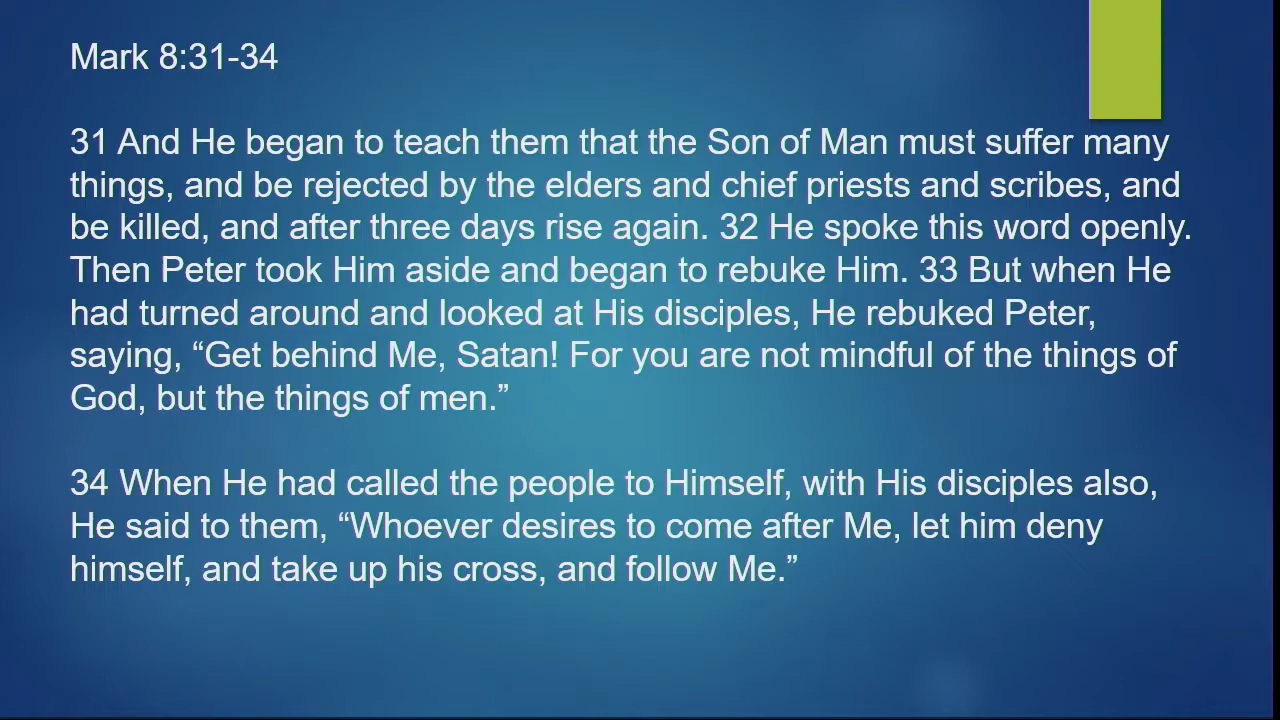 Mark 8:31-34
31 And He began to teach them that the Son of Man must suffer many
things, and be rejected by the elders and chief priests and scribes, and
be killed, and after three days rise again. 32 He spoke this word openly.
Then Peter took Him aside and began to rebuke Him. 33 But when He
had turned around and looked at His disciples, He rebuked Peter,
saying, “Get behind Me, Satan! For you are not mindful of the things of
God, but the things of men.”
34 When He had called the people to Himself, with His disciples also,
He said to them, “Whoever desires to come after Me, let him deny
himself, and take up his cross, and follow Me.”